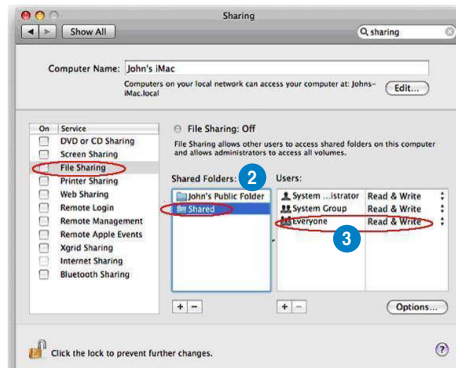 Sharing
Show All
sharing
Computer Name: John's iMac
Computers on your local network can access your computer at: Johns-
iMac.local
Edit...
On Service
DVD or CD Sharing
Screen Sharing
File Sharing
Printer Sharing
Web Sharing
Remote Login
Remote Management
Remote Apple Events
Xgrid Sharing
Internet Sharing
Bluetooth Sharing
File Sharing: Off
File Sharing allows other users to access shared folders on this computer
and allows administrators to access all volumes.
Shared Folders: 2 Users:
John's Public Folder
Shared
System ...istrator Read & Write
System Group Read & Write
Everyone Read & Write
3
+ - + - Options...
Click the lock to prevent further changes. ?